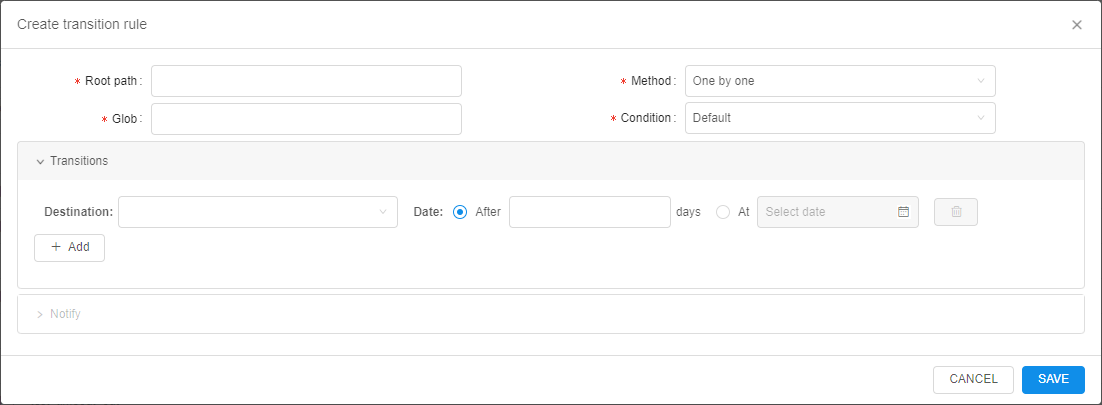 Create transition rule
* Root path :
* Method : One by one
* Glob :
* Condition : Default
Transitions
Destination: Date: After days At Select date
+ Add
Notify
CANCEL SAVE